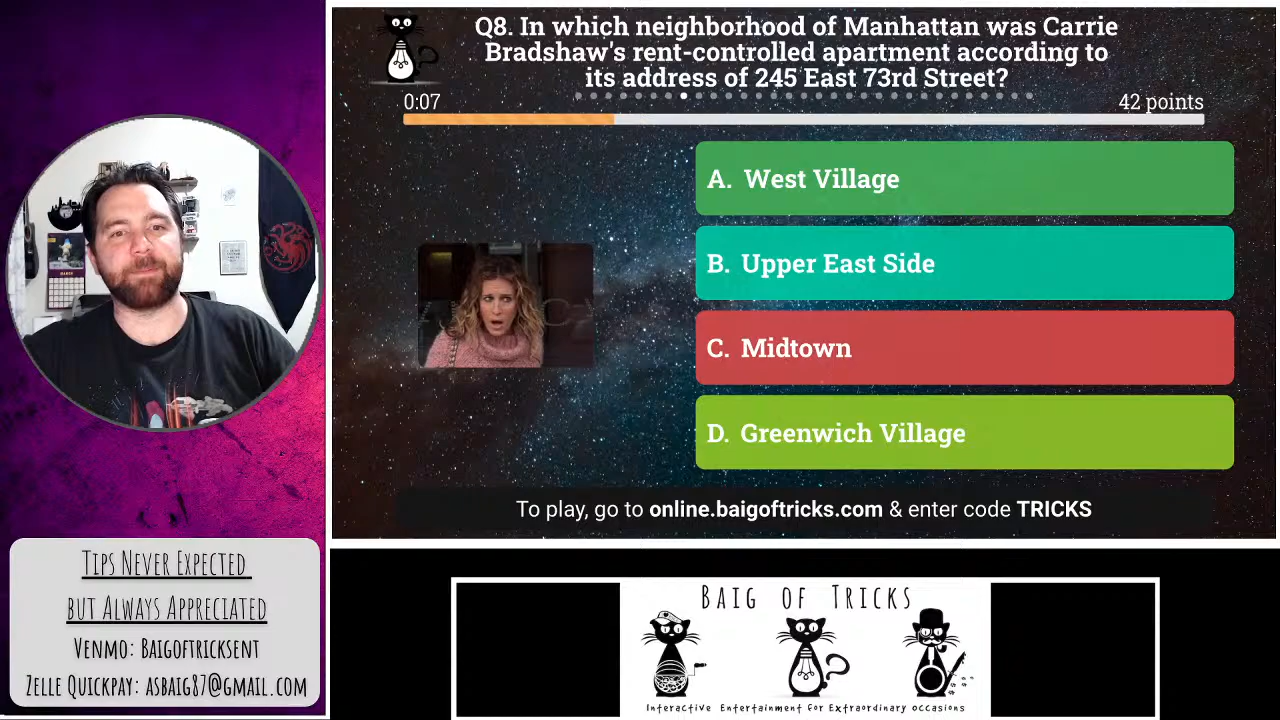 Q8. In which neighborhood of Manhattan was Carrie
Bradshaw's rent-controlled apartment according to
its address of 245 East 73rd Street?
0:07
42 points
A. West Village
B. Upper East Side
C. Midtown
D. Greenwich Village
To play, go to online.baigoftricks.com & enter code TRICKS
Tips Never Expected
but Always Appreciated
Venmo: Baigoftricksent
Zelle Quickpay: asbaig87@gmail.com
Baig of Tricks
Interactive Entertainment for Extraordinary Occasions